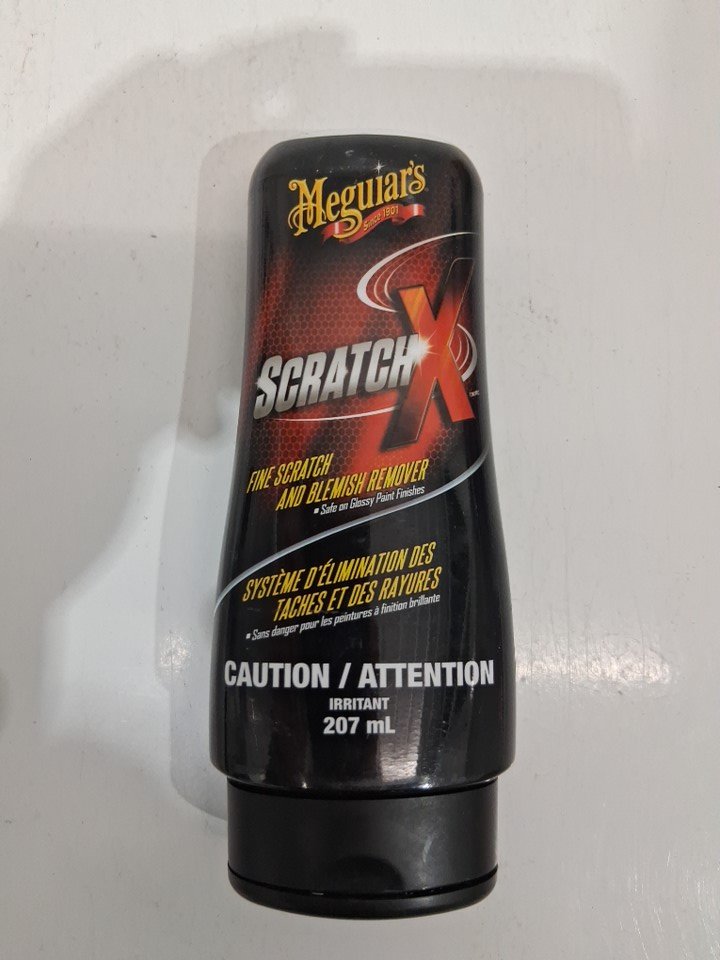 Meguiar's
Since 1901
SCRATCHX
FINE SCRATCH
AND BLEMISH REMOVER
▪ Safe on Glossy Paint Finishes
SYSTÈME D'ÉLIMINATION DES
TACHES ET DES RAYURES
▪ Sans danger pour les peintures à finition brillante
CAUTION / ATTENTION
IRRITANT
207 mL